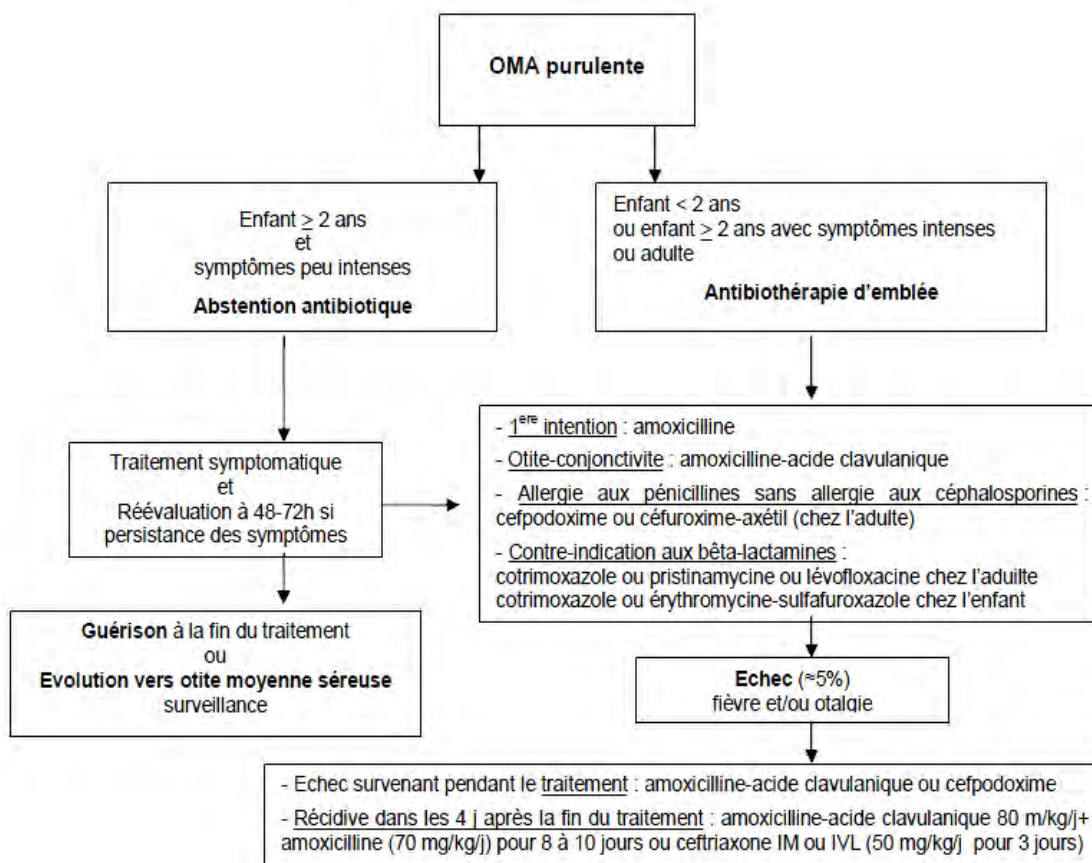 OMA purulente
Enfant ≥ 2 ans
et
symptômes peu intenses
Abstention antibiotique
Enfant < 2 ans
ou enfant ≥ 2 ans avec symptômes intenses
ou adulte
Antibiothérapie d'emblée
Traitement symptomatique
et
Réévaluation à 48-72h si
persistance des symptômes
- 1ere intention : amoxicilline
- Otite-conjonctivite : amoxicilline-acide clavulanique
- Allergie aux pénicillines sans allergie aux céphalosporines :
cefpodoxime ou céfuroxime-axétil (chez l'adulte)
- Contre-indication aux bêta-lactamines :
cotrimoxazole ou pristinamycine ou lévofloxacine chez l'aduilte
cotrimoxazole ou érythromycine-sulfafuroxazole chez l'enfant
Guérison à la fin du traitement
ou
Evolution vers otite moyenne séreuse
surveillance
Echec (≈5%)
fièvre et/ou otalgie
- Echec survenant pendant le traitement : amoxicilline-acide clavulanique ou cefpodoxime
- Récidive dans les 4 j après la fin du traitement : amoxicilline-acide clavulanique 80 m/kg/j+
amoxicilline (70 mg/kg/j) pour 8 à 10 jours ou ceftriaxone IM ou IVL (50 mg/kg/j pour 3 jours)